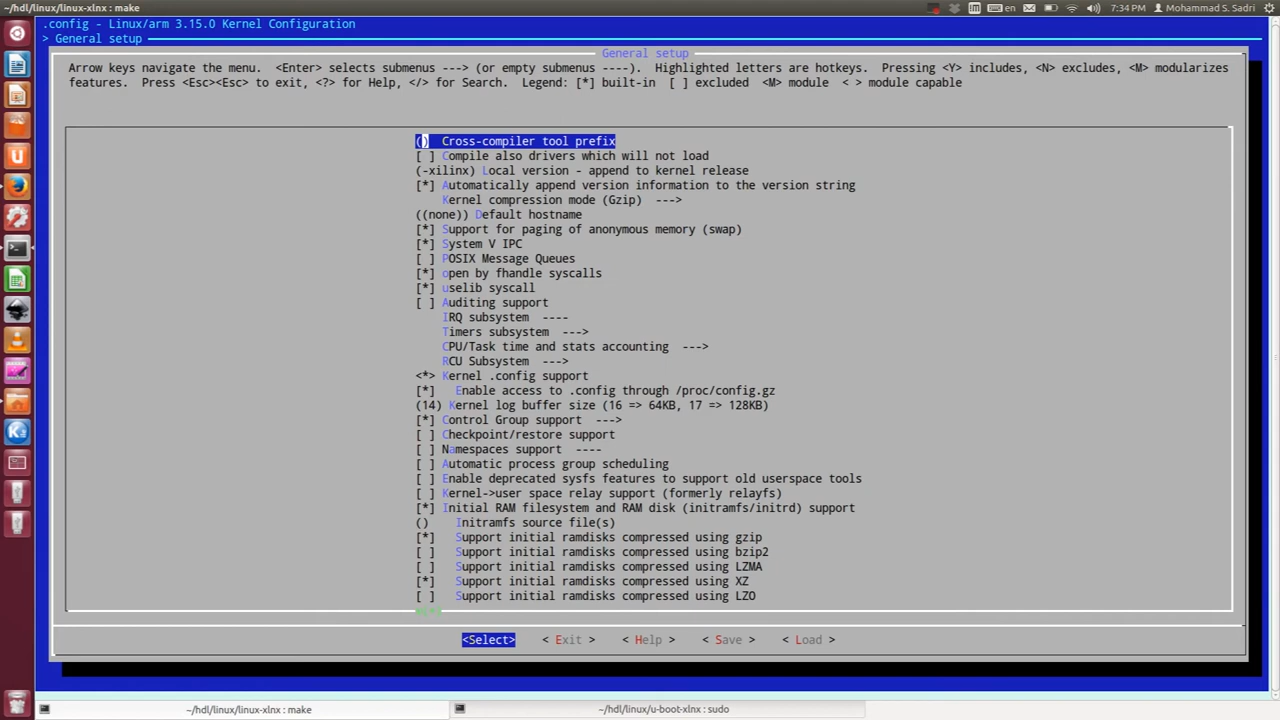 ~/hdl/linux/linux-xlnx : make
en
7:34 PM
Mohammad S. Sadri
.config - Linux/arm 3.15.0 Kernel Configuration
> General setup
General setup
Arrow keys navigate the menu.  <Enter> selects submenus ---> (or empty submenus ----).  Highlighted letters are hotkeys.  Pressing <Y> includes, <N> excludes, <M> modularizes
features.  Press <Esc><Esc> to exit, <?> for Help, </> for Search.  Legend: [*] built-in  [ ] excluded  <M> module  < > module capable
()  Cross-compiler tool prefix
[ ] Compile also drivers which will not load
(-xilinx) Local version - append to kernel release
[*] Automatically append version information to the version string
Kernel compression mode (Gzip)  --->
((none)) Default hostname
[*] Support for paging of anonymous memory (swap)
[*] System V IPC
[ ] POSIX Message Queues
[*] open by fhandle syscalls
[*] uselib syscall
[ ] Auditing support
IRQ subsystem  ----
Timers subsystem  --->
CPU/Task time and stats accounting  --->
RCU Subsystem  --->
<*> Kernel .config support
[*]   Enable access to .config through /proc/config.gz
(14) Kernel log buffer size (16 => 64KB, 17 => 128KB)
[*] Control Group support  --->
[ ] Checkpoint/restore support
[ ] Namespaces support  ----
[ ] Automatic process group scheduling
[ ] Enable deprecated sysfs features to support old userspace tools
[ ] Kernel->user space relay support (formerly relayfs)
[*] Initial RAM filesystem and RAM disk (initramfs/initrd) support
()    Initramfs source file(s)
[*]   Support initial ramdisks compressed using gzip
[ ]   Support initial ramdisks compressed using bzip2
[ ]   Support initial ramdisks compressed using LZMA
[*]   Support initial ramdisks compressed using XZ
[ ]   Support initial ramdisks compressed using LZO
<Select>    < Exit >    < Help >    < Save >    < Load >
~/hdl/linux/linux-xlnx : make
~/hdl/linux/u-boot-xlnx : sudo